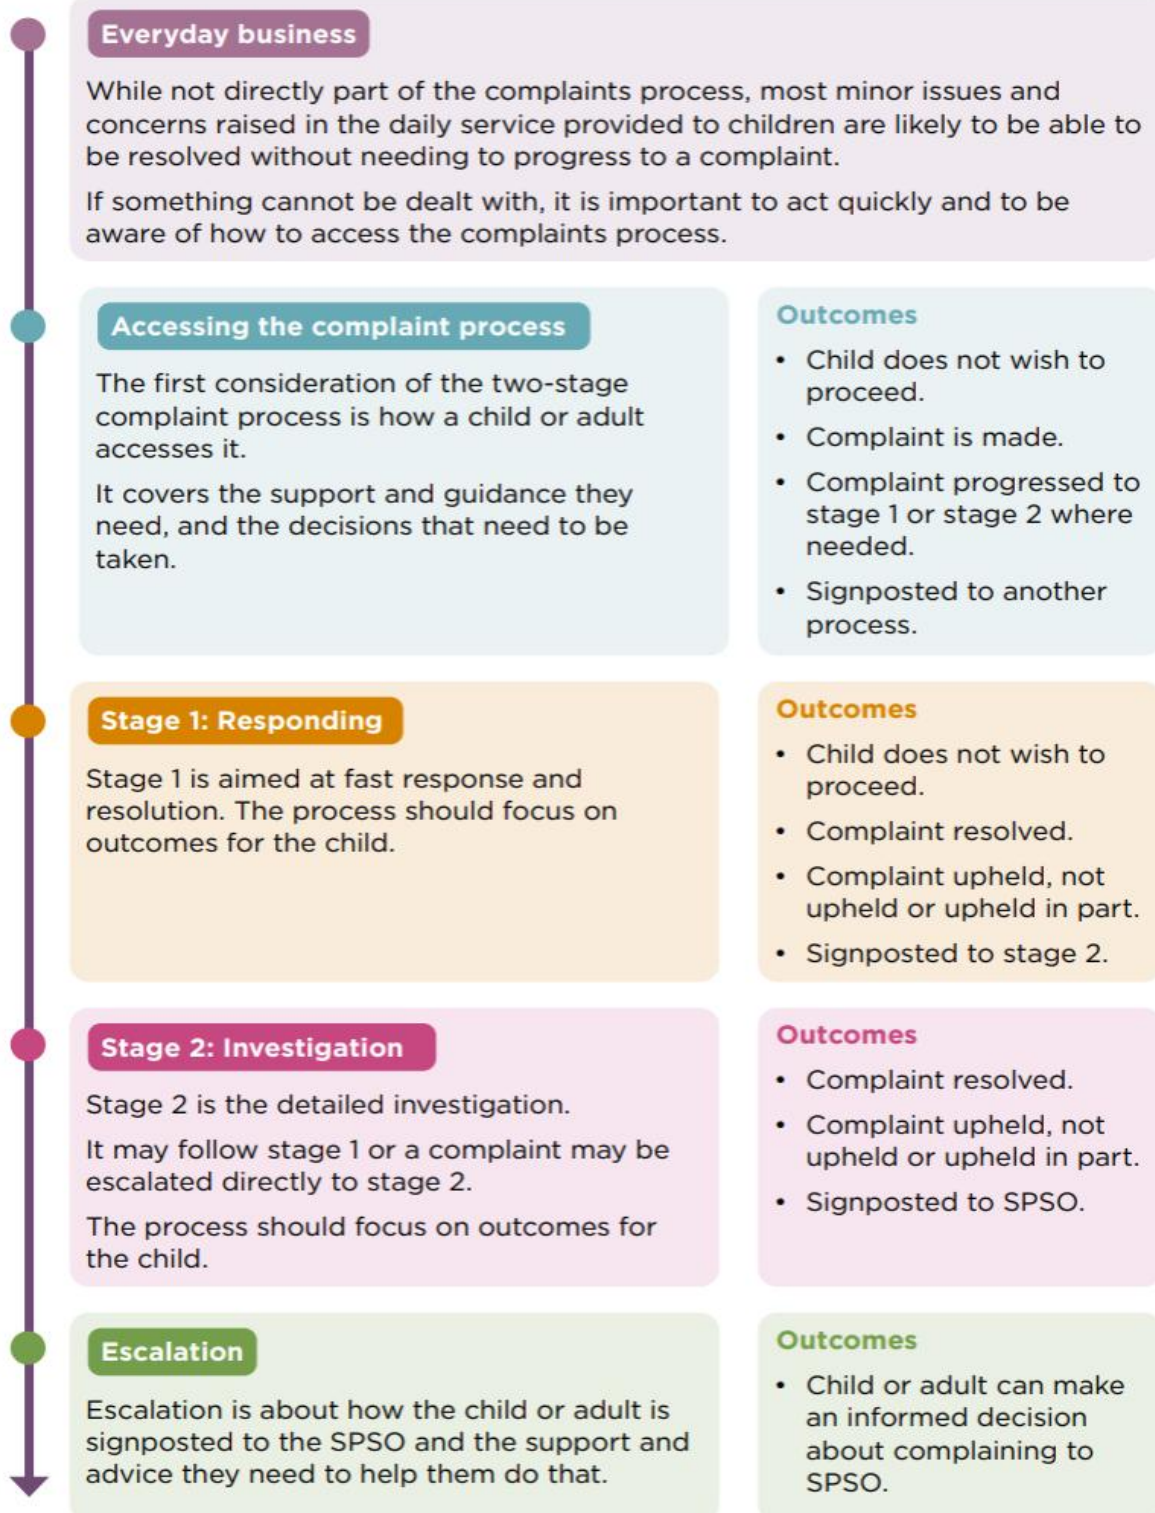 Everyday business
While not directly part of the complaints process, most minor issues and
concerns raised in the daily service provided to children are likely to be able to
be resolved without needing to progress to a complaint.
If something cannot be dealt with, it is important to act quickly and to be
aware of how to access the complaints process.
Accessing the complaint process
The first consideration of the two-stage
complaint process is how a child or adult
accesses it.
It covers the support and guidance they
need, and the decisions that need to be
taken.
Outcomes
• Child does not wish to
proceed.
• Complaint is made.
• Complaint progressed to
stage 1 or stage 2 where
needed.
• Signposted to another
process.
Stage 1: Responding
Stage 1 is aimed at fast response and
resolution. The process should focus on
outcomes for the child.
Outcomes
• Child does not wish to
proceed.
• Complaint resolved.
• Complaint upheld, not
upheld or upheld in part.
• Signposted to stage 2.
Stage 2: Investigation
Stage 2 is the detailed investigation.
It may follow stage 1 or a complaint may be
escalated directly to stage 2.
The process should focus on outcomes for
the child.
Outcomes
• Complaint resolved.
• Complaint upheld, not
upheld or upheld in part.
• Signposted to SPSO.
Escalation
Escalation is about how the child or adult is
signposted to the SPSO and the support and
advice they need to help them do that.
Outcomes
• Child or adult can make
an informed decision
about complaining to
SPSO.